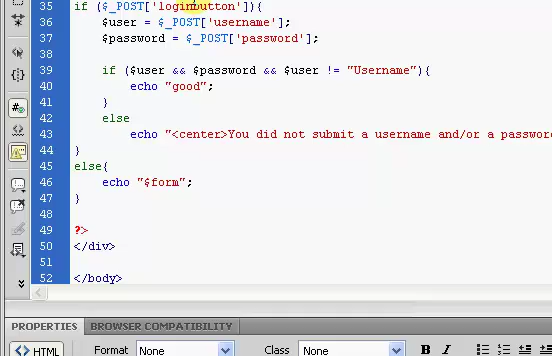 35 if ($_POST['loginbutton']){
36 $user = $_POST['username'];
37 $password = $_POST['password'];
38
39 if ($user && $password && $user != "Username"){
40 echo "good";
41 }
42 else
43 echo "<center>You did not submit a username and/or a passwor
44 }
45 else{
46 echo "$form";
47 }
48
49 ?>
50 </div>
51
52 </body>
PROPERTIES BROWSER COMPATIBILITY
<> HTML Format None Class None B I